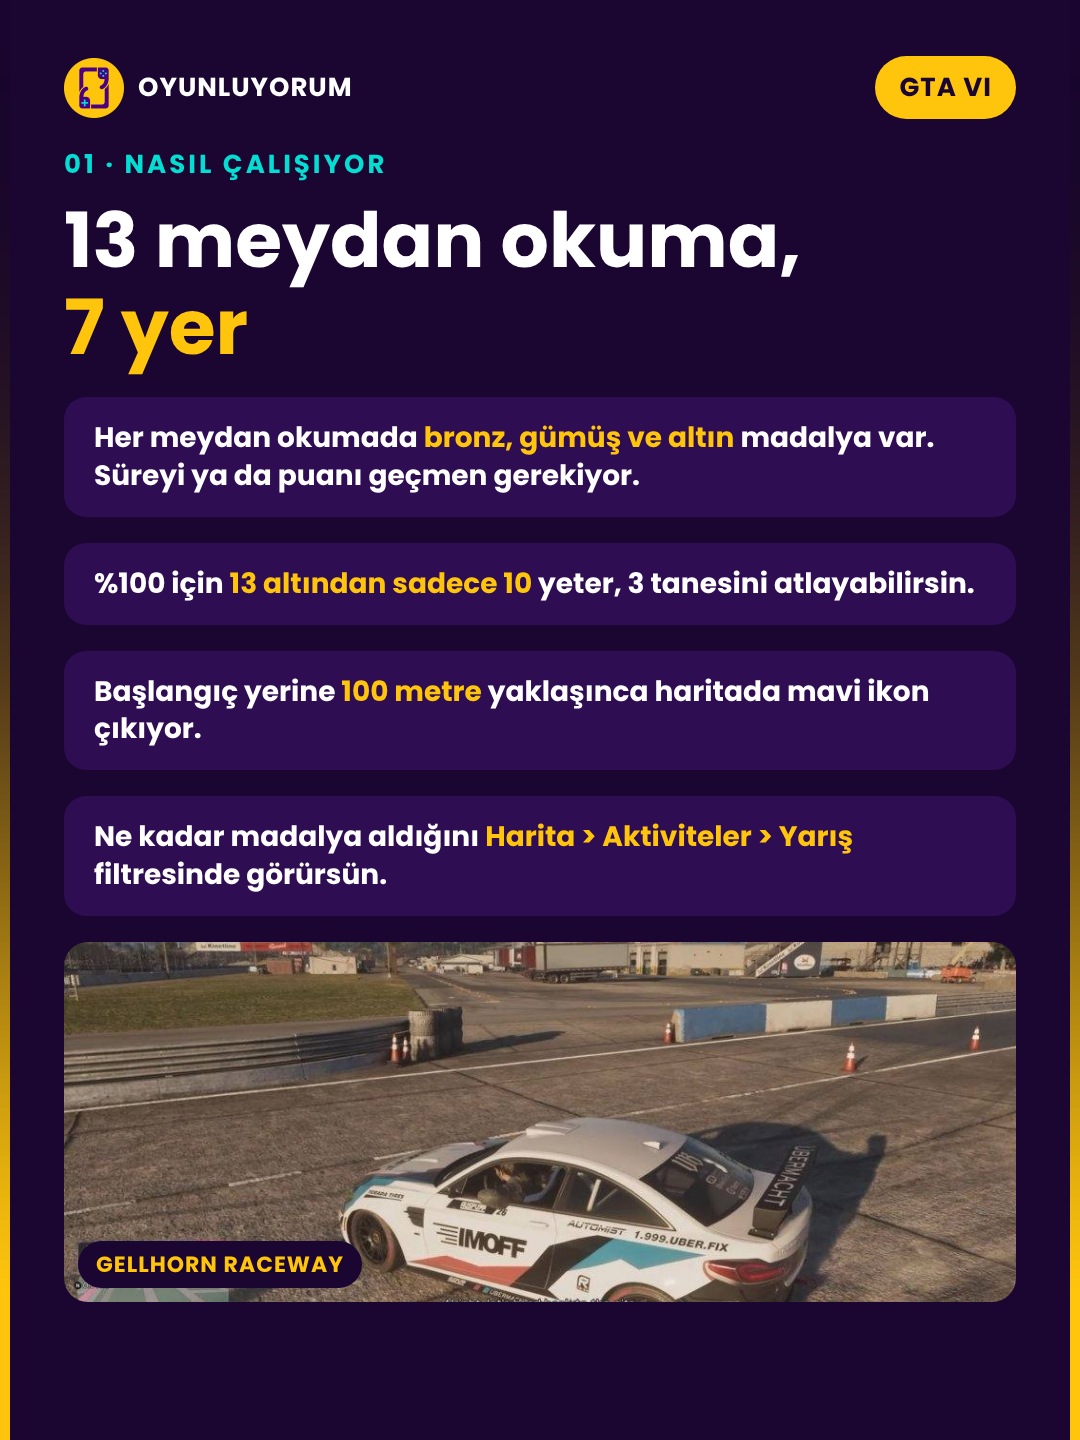 OYUNLUYORUM
GTA VI
01 · NASIL ÇALIŞIYOR
13 meydan okuma,
7 yer
Her meydan okumada bronz, gümüş ve altın madalya var.
Süreyi ya da puanı geçmen gerekiyor.
%100 için 13 altından sadece 10 yeter, 3 tanesini atlayabilirsin.
Başlangıç yerine 100 metre yaklaşınca haritada mavi ikon
çıkıyor.
Ne kadar madalya aldığını Harita > Aktiviteler > Yarış
filtresinde görürsün.
UBERMACHT
26
AUTOMIST 1.999.UBER.FIX
IMOFF
GELLHORN RACEWAY